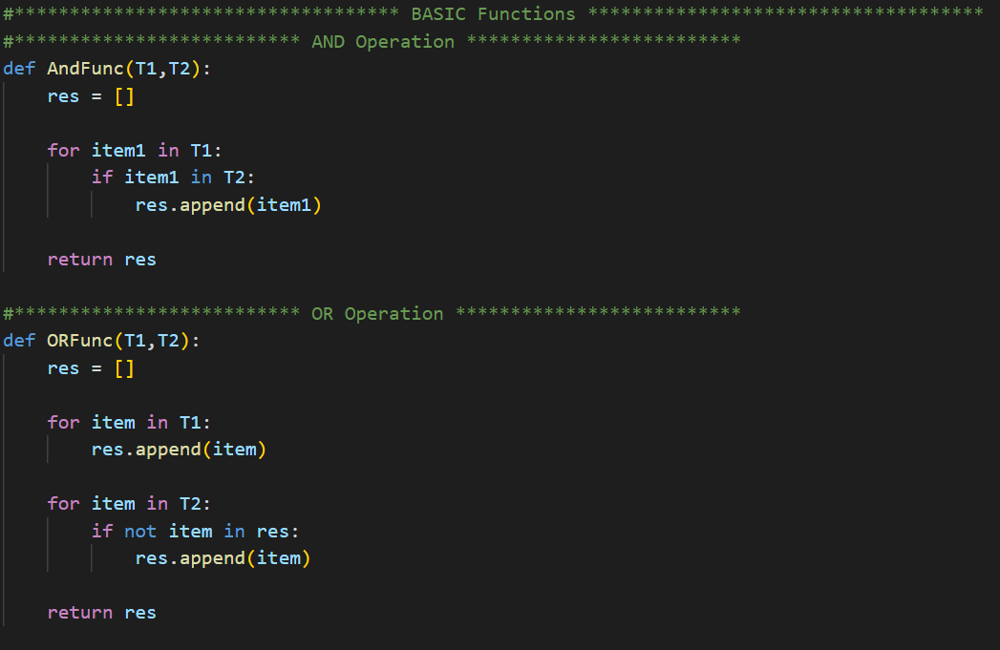 #*********************************** BASIC Functions ************************************
#************************** AND Operation *************************
def AndFunc(T1,T2):
    res = []
    for item1 in T1:
        if item1 in T2:
            res.append(item1)
    return res
#************************** OR Operation **************************
def ORFunc(T1,T2):
    res = []
    for item in T1:
        res.append(item)
    for item in T2:
        if not item in res:
            res.append(item)
    return res